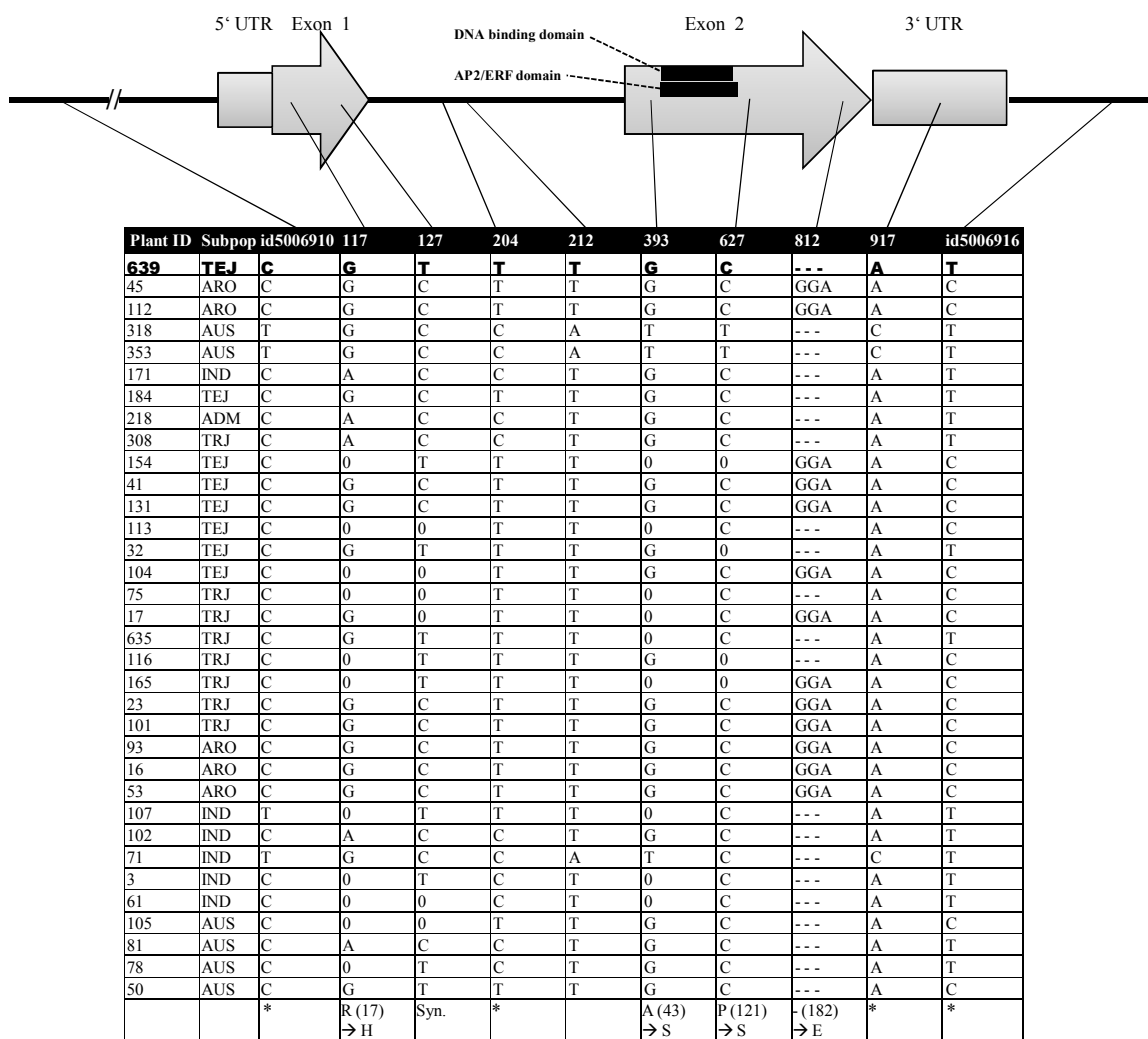 5‘ UTR Exon 1 Exon 2 3‘ UTR
DNA binding domain
AP2/ERF domain
Plant ID Subpop id5006910 117 127 204 212 393 627 812 917 id5006916
639 TEJ C G T T T G C - - - A T
45 ARO C G C T T G C GGA A C
112 ARO C G C T T G C GGA A C
318 AUS T G C C A T T - - - C T
353 AUS T G C C A T T - - - C T
171 IND C A C C T G C - - - A T
184 TEJ C G C T T G C - - - A T
218 ADM C A C C T G C - - - A T
308 TRJ C A C C T G C - - - A T
154 TEJ C 0 T T T 0 0 GGA A C
41 TEJ C G C T T G C GGA A C
131 TEJ C G C T T G C GGA A C
113 TEJ C 0 0 T T 0 C - - - A C
32 TEJ C G T T T G 0 - - - A T
104 TEJ C 0 0 T T G C GGA A C
75 TRJ C 0 0 T T 0 C - - - A C
17 TRJ C G 0 T T 0 C GGA A C
635 TRJ C G T T T 0 C - - - A T
116 TRJ C 0 T T T G 0 - - - A C
165 TRJ C 0 T T T 0 0 GGA A C
23 TRJ C G C T T G C GGA A C
101 TRJ C G C T T G C GGA A C
93 ARO C G C T T G C GGA A C
16 ARO C G C T T G C GGA A C
53 ARO C G C T T G C GGA A C
107 IND T 0 T T T 0 C - - - A T
102 IND C A C C T G C - - - A T
71 IND T G C C A T C - - - C T
3 IND C 0 T C T 0 C - - - A T
61 IND C 0 0 C T 0 C - - - A T
105 AUS C 0 0 T T G C - - - A C
81 AUS C A C C T G C - - - A T
78 AUS C 0 T C T G C - - - A T
50 AUS C G T T T G C - - - A C
* R (17) Syn. * A (43) P (121) - (182) * *
→ H → S → S → E